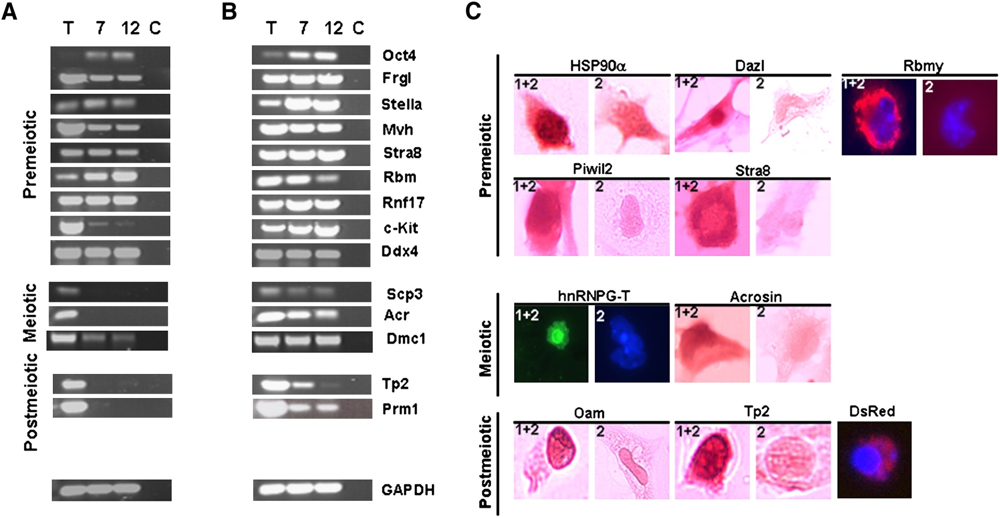 A
T 7 12 C
Premeiotic
Meiotic
Postmeiotic
B
T 7 12 C
Oct4
Frgl
Stella
Mvh
Stra8
Rbm
Rnf17
c-Kit
Ddx4
Scp3
Acr
Dmc1
Tp2
Prm1
GAPDH
C
Premeiotic
HSP90α Dazl Rbmy
1+2 2 1+2 2 1+2 2
Piwil2 Stra8
1+2 2 1+2 2
Meiotic
hnRNPG-T Acrosin
1+2 2 1+2 2
Postmeiotic
Oam Tp2 DsRed
1+2 2 1+2 2